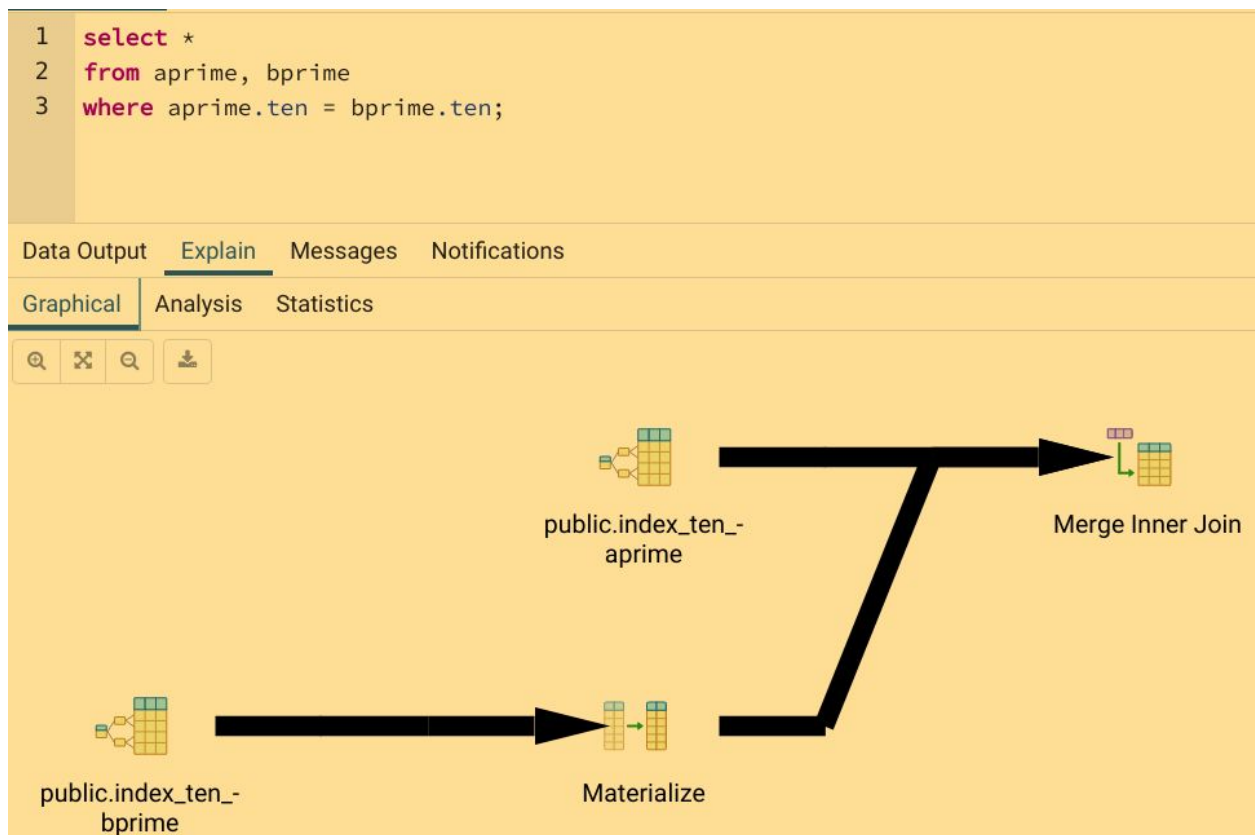 1 select *
2 from aprime, bprime
3 where aprime.ten = bprime.ten;
Data Output Explain Messages Notifications
Graphical Analysis Statistics
public.index_ten_-
aprime
Merge Inner Join
public.index_ten_-
bprime
Materialize